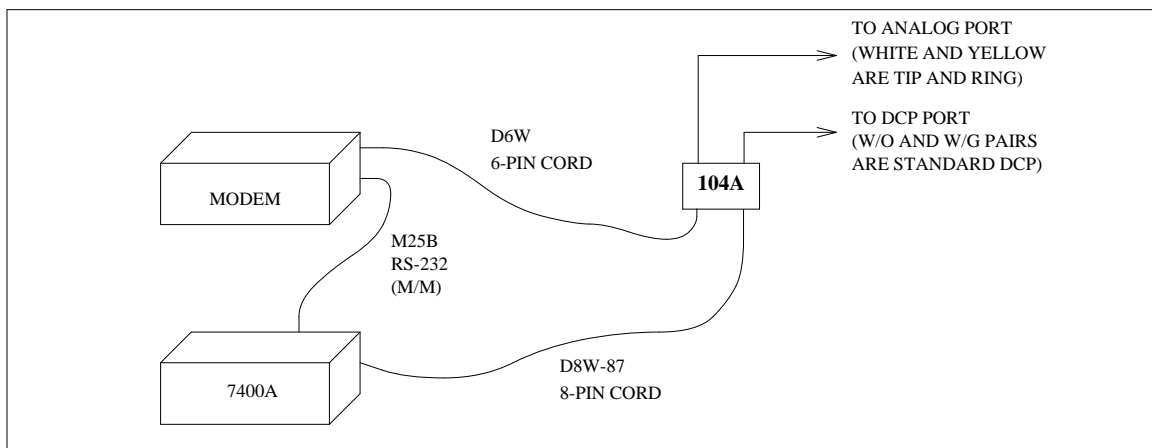 TO ANALOG PORT
(WHITE AND YELLOW
ARE TIP AND RING)
TO DCP PORT
(W/O AND W/G PAIRS
ARE STANDARD DCP)
D6W
6-PIN CORD
104A
MODEM
M25B
RS-232
(M/M)
D8W-87
8-PIN CORD
7400A